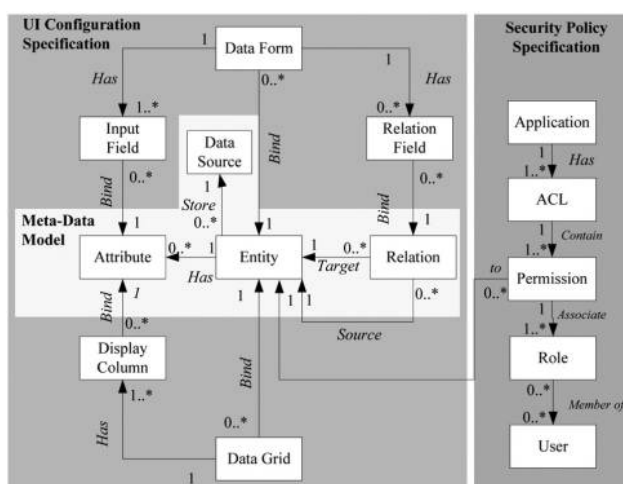 UI Configuration
Specification
Security Policy
Specification
1
Data Form
1
0..*
Has
Has
1..*
0..*
Input
Field
Data
Source
Bind
Relation
Field
Application
1
Has
1..*
0..*
1
0..*
ACL
Bind
Store
Bind
1
Contain
Meta-Data
Model
1
0..*
1
1
1..*
Attribute
0..*
1
Entity
1
0..*
Relation
to
Permission
Has
Target
0..*
1
1
1
1
0..*
1
Associate
Bind
0..*
Source
1..*
Display
Column
Bind
Role
1..*
0..*
Member of
Has
0..*
0..*
Data Grid
User
1